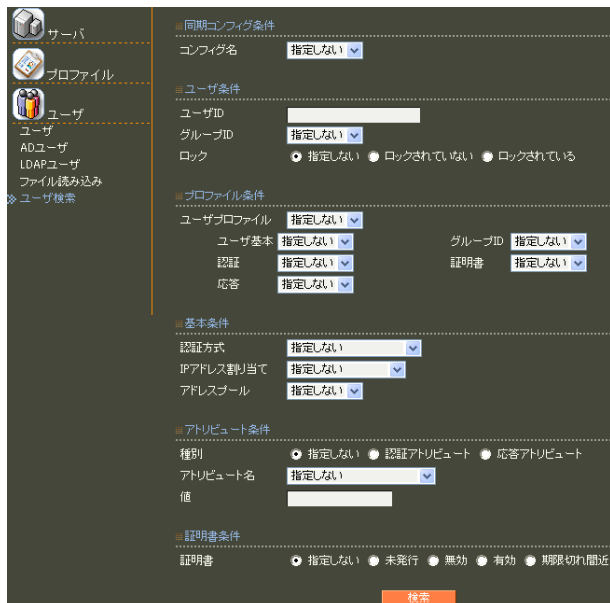 サーバ
プロファイル
ユーザ
ユーザ
ADユーザ
LDAPユーザ
ファイル読み込み
ユーザ検索
同期コンフィグ条件
コンフィグ名 指定しない
ユーザ条件
ユーザID
グループID 指定しない
ロック 指定しない ロックされていない ロックされている
プロファイル条件
ユーザプロファイル 指定しない
ユーザ基本 指定しない グループID 指定しない
認証 指定しない 証明書 指定しない
応答 指定しない
基本条件
認証方式 指定しない
IPアドレス割り当て 指定しない
アドレスプール 指定しない
アトリビュート条件
種別 指定しない 認証アトリビュート 応答アトリビュート
アトリビュート名 指定しない
値
証明書条件
証明書 指定しない 未発行 無効 有効 期限切れ間近
検索